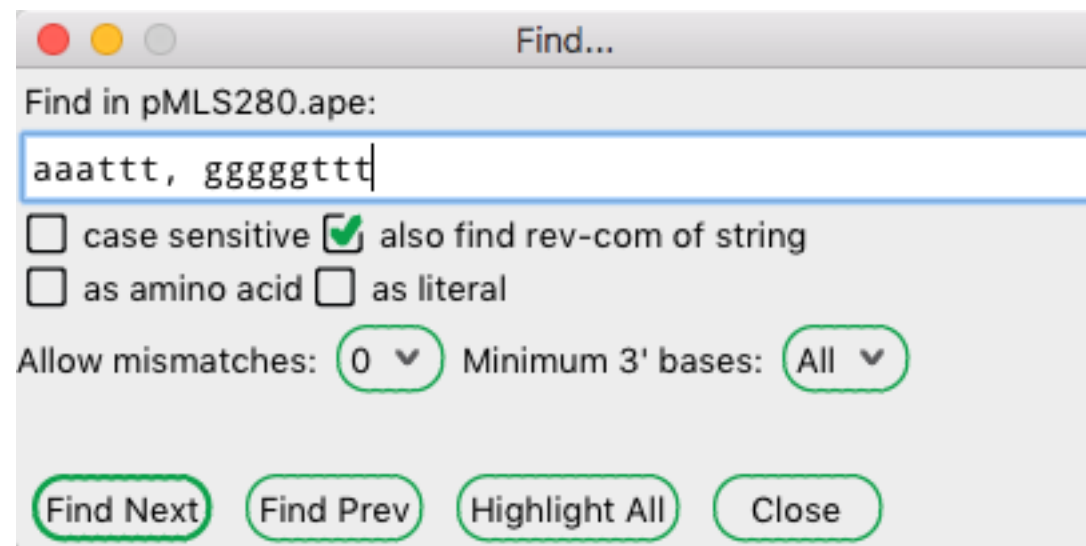 Find...
Find in pMLS280.ape:
aaattt, gggggttt
case sensitive also find rev-com of string
as amino acid as literal
Allow mismatches: 0 Minimum 3' bases: All
Find Next Find Prev Highlight All Close